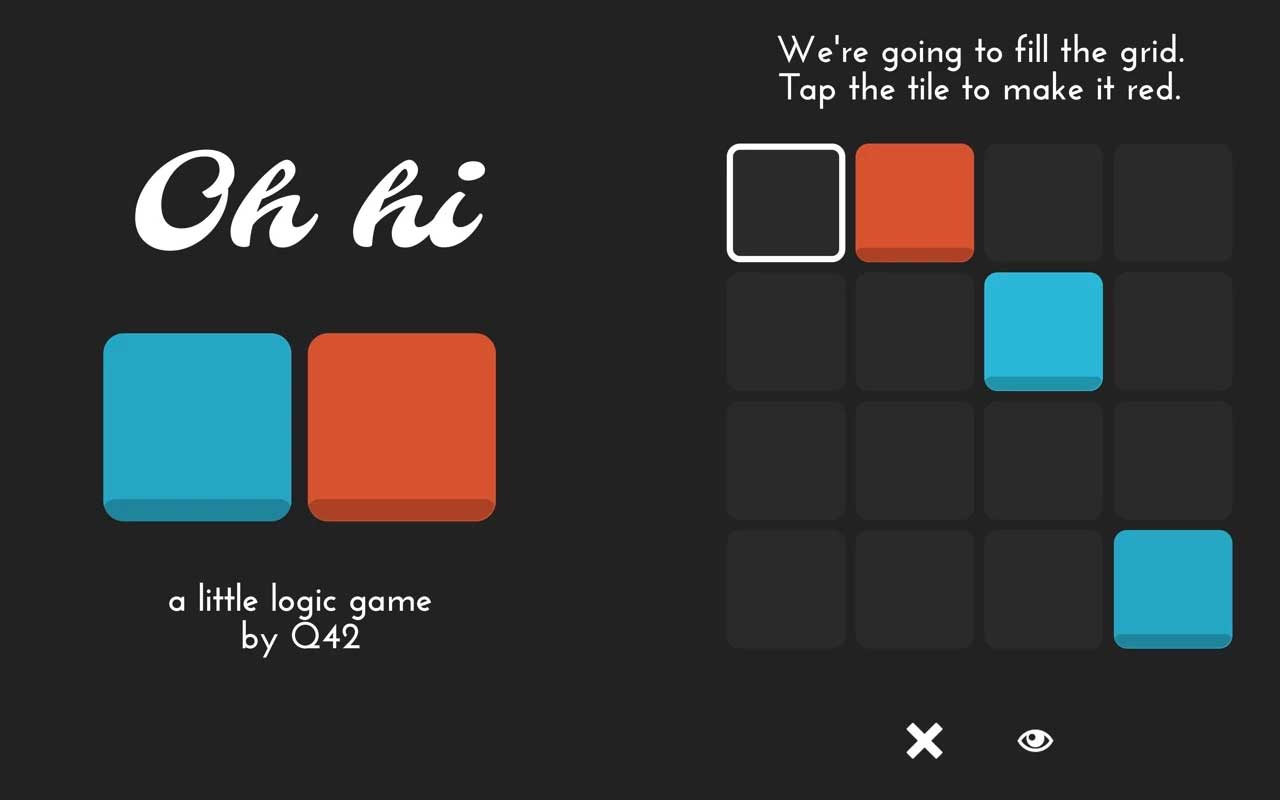 Oh hi
a little logic game
by Q42
We're going to fill the grid.
Tap the tile to make it red.